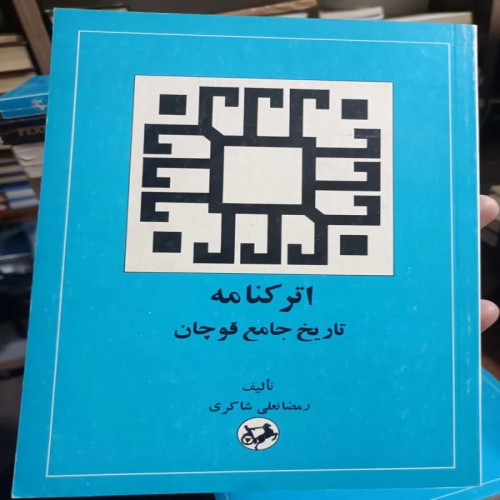 اترکنامه
تاریخ جامع قوچان
تألیف
رمضانعلی شاکری